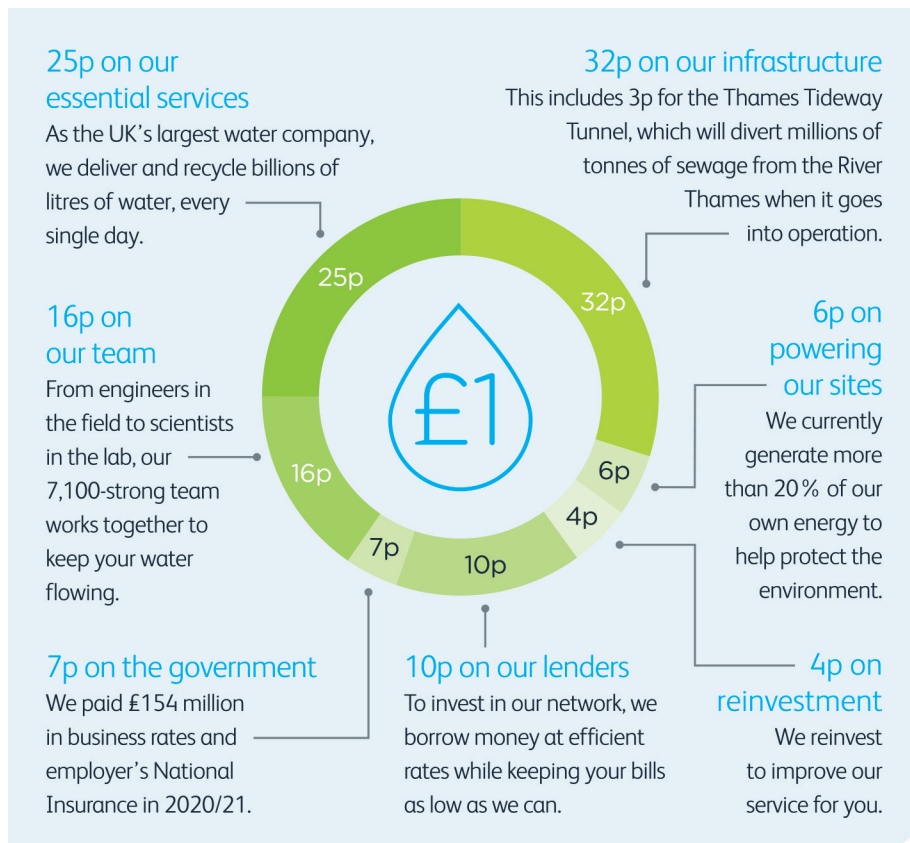 25p on our
essential services
As the UK's largest water company,
we deliver and recycle billions of
litres of water, every
single day.
32p on our infrastructure
This includes 3p for the Thames Tideway
Tunnel, which will divert millions of
tonnes of sewage from the River
Thames when it goes
into operation.
25p
32p
16p on
our team
From engineers in
the field to scientists
in the lab, our
7,100-strong team
works together to
keep your water
flowing.
£1
6p on
powering
our sites
We currently
generate more
than 20% of our
own energy to
help protect the
environment.
16p
6p
4p
7p
10p
7p on the government
We paid £154 million
in business rates and
employer's National
Insurance in 2020/21.
10p on our lenders
To invest in our network, we
borrow money at efficient
rates while keeping your bills
as low as we can.
4p on
reinvestment
We reinvest
to improve our
service for you.